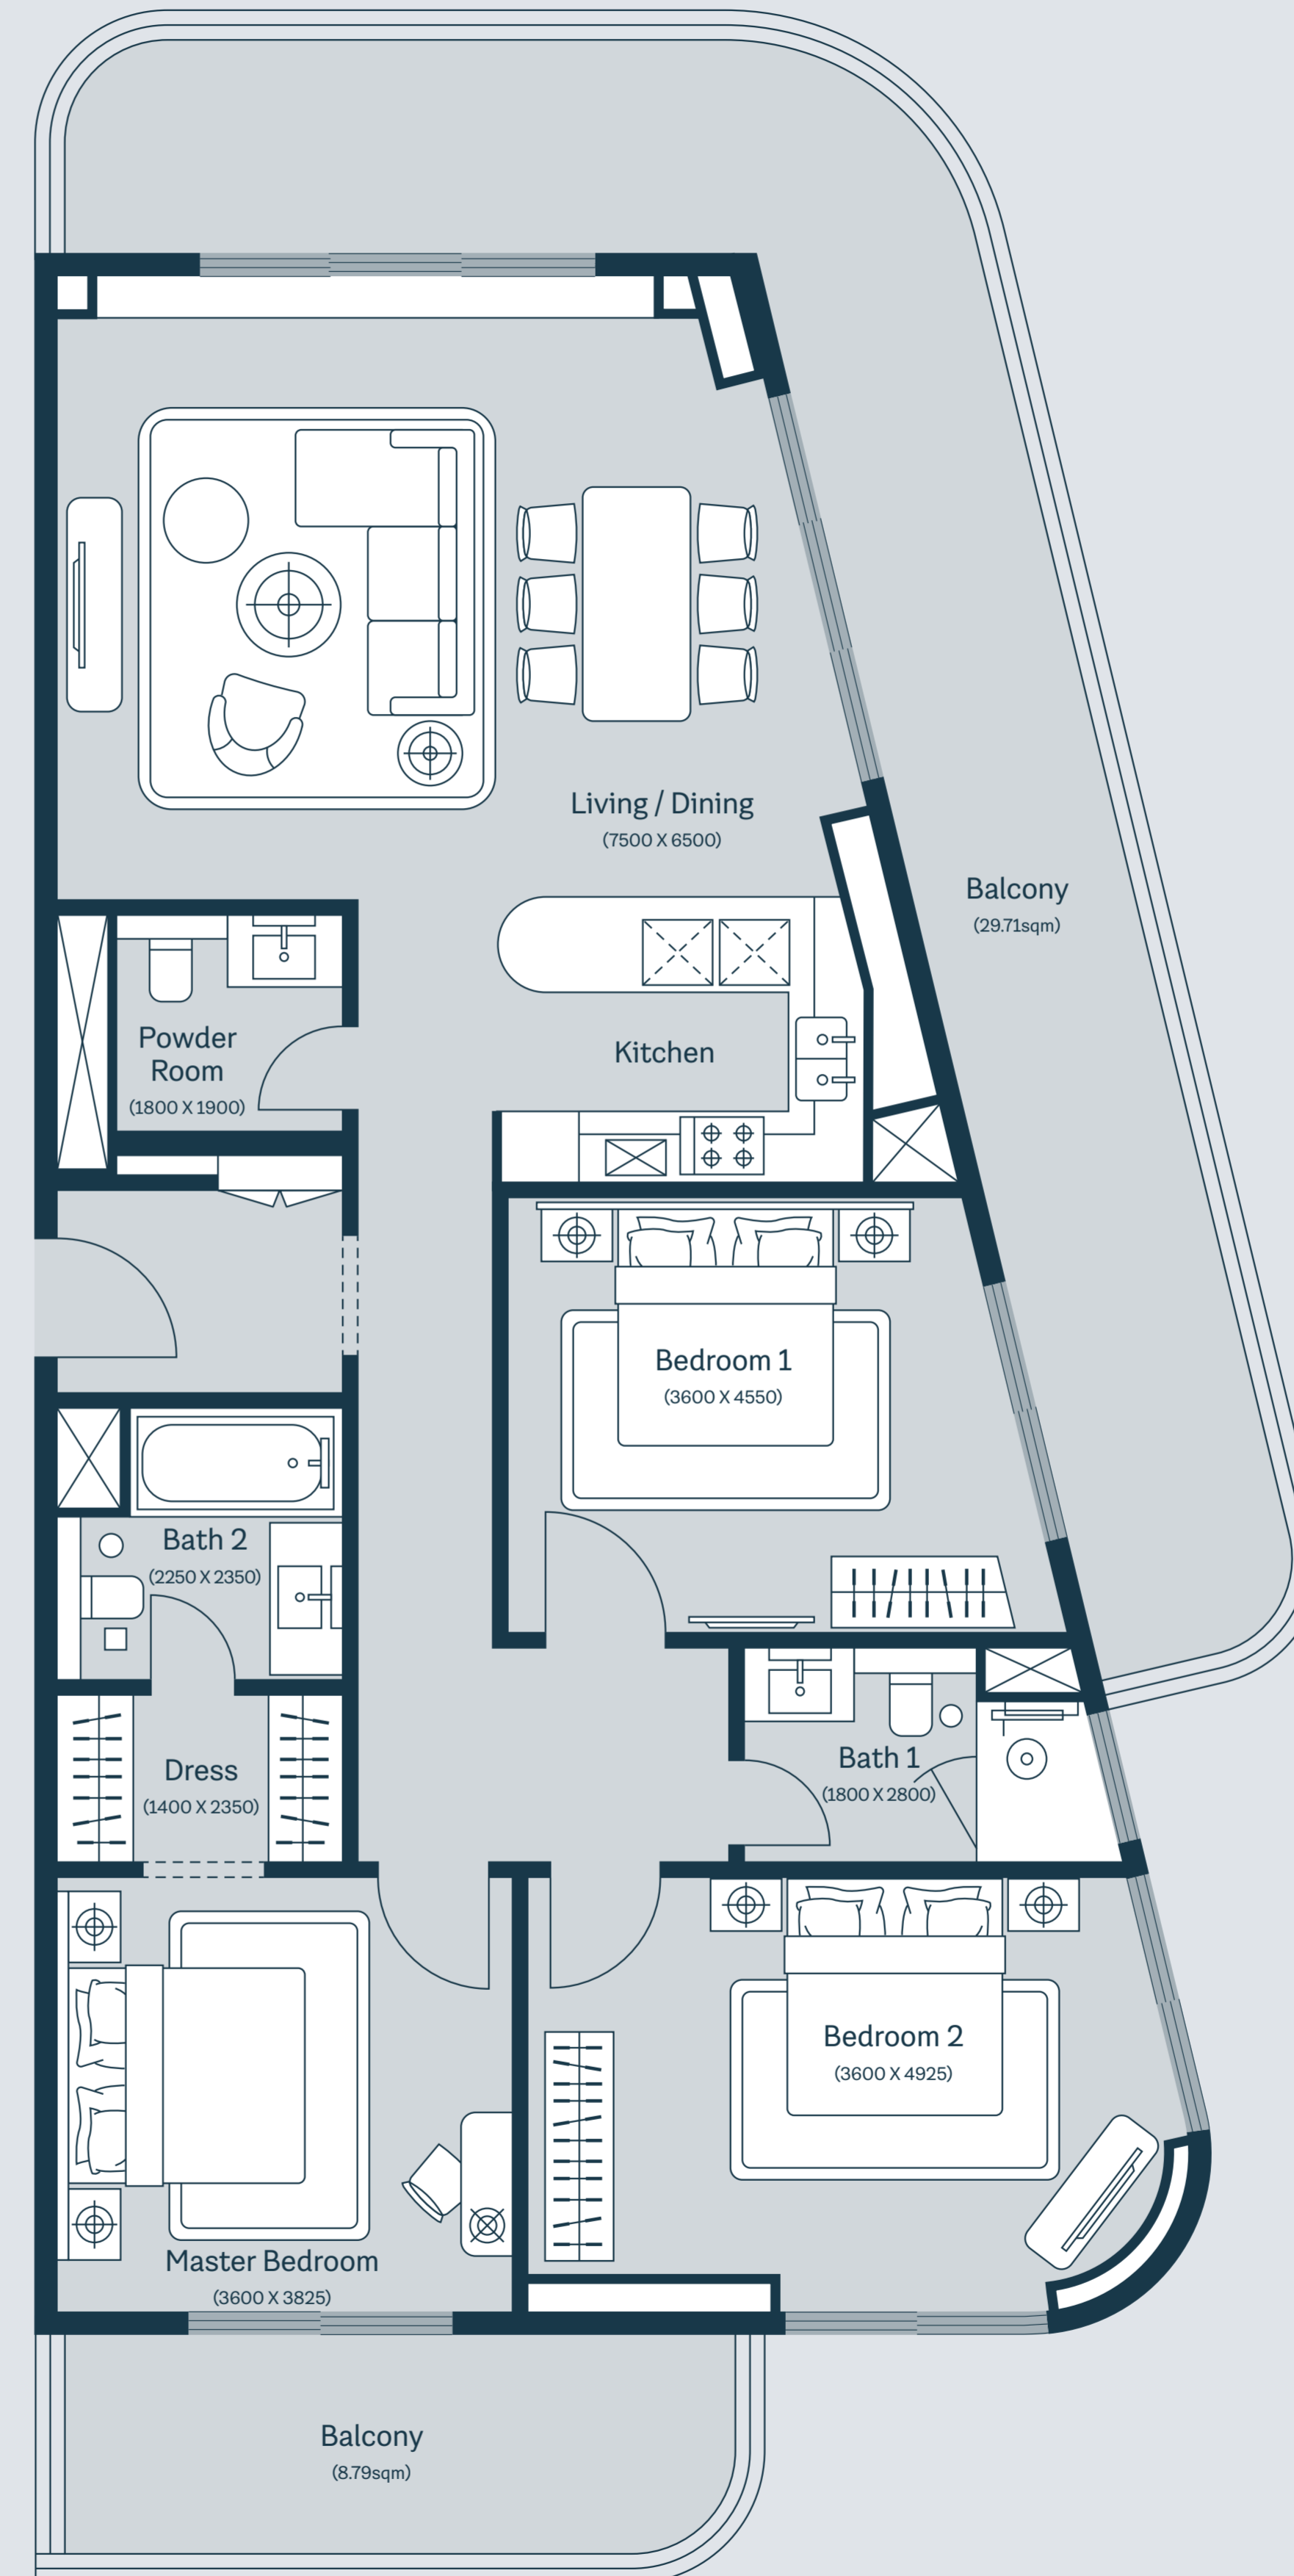 Living / Dining
(7500 X 6500)
Balcony
(29.71sqm)
Powder
Room
(1800 X 1900)
Kitchen
Bedroom 1
(3600 X 4550)
Bath 2
(2250 X 2350)
Dress
(1400 X 2350)
Bath 1
(1800 X 2800)
Bedroom 2
(3600 X 4925)
Master Bedroom
(3600 X 3825)
Balcony
(8.79sqm)